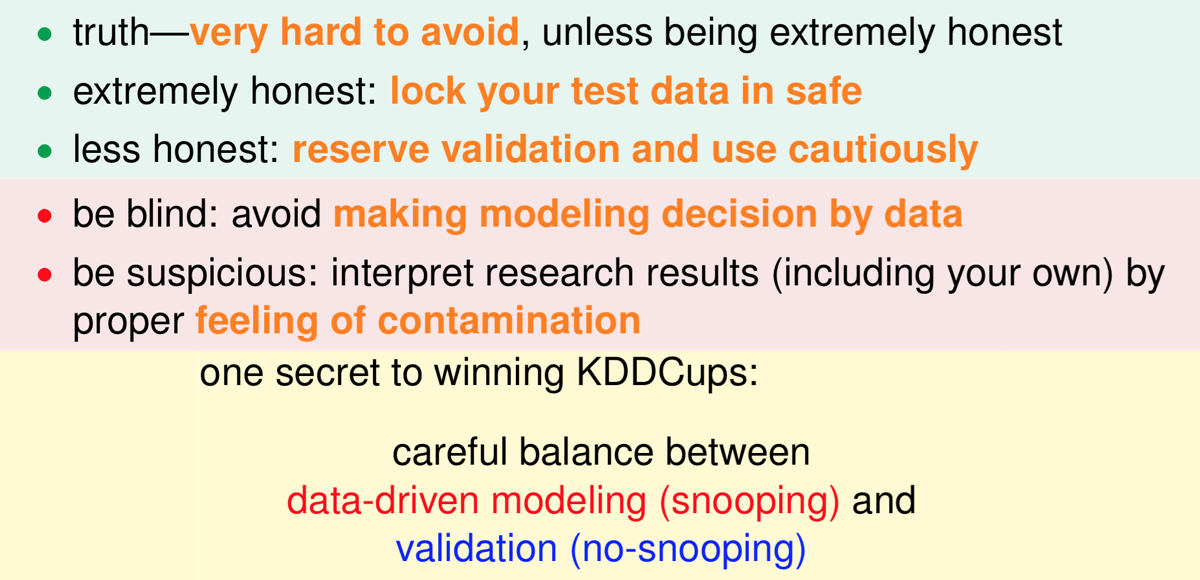 • truth—very hard to avoid, unless being extremely honest
• extremely honest: lock your test data in safe
• less honest: reserve validation and use cautiously
• be blind: avoid making modeling decision by data
• be suspicious: interpret research results (including your own) by
proper feeling of contamination
one secret to winning KDDCups:
careful balance between
data-driven modeling (snooping) and
validation (no-snooping)